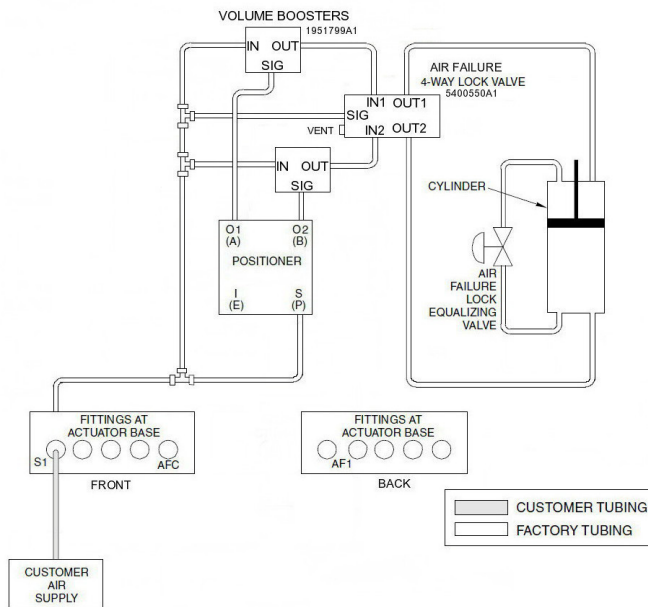 VOLUME BOOSTERS
1951799A1
IN OUT
SIG
AIR FAILURE
4-WAY LOCK VALVE
5400550A1
IN1 OUT1
SIG
VENT
IN2 OUT2
IN OUT
SIG
CYLINDER
O1 O2
(A) (B)
POSITIONER
I S
(E) (P)
AIR
FAILURE
LOCK
EQUALIZING
VALVE
FITTINGS AT
ACTUATOR BASE
S1 AFC
FRONT
FITTINGS AT
ACTUATOR BASE
AF1
BACK
CUSTOMER TUBING
FACTORY TUBING
CUSTOMER
AIR
SUPPLY